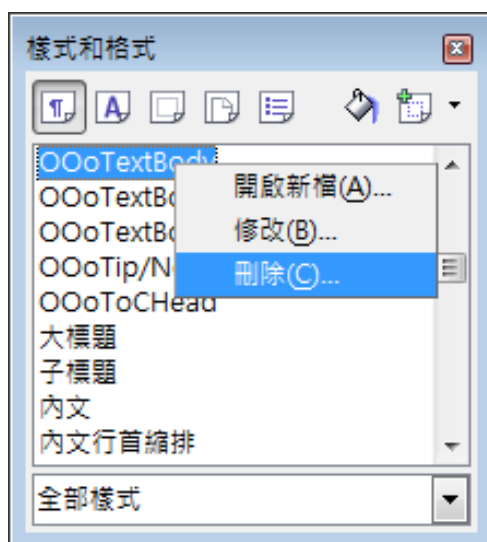 樣式和格式
OOoTextBody
開啟新檔(A)...
OOoTextBo
修改(B)...
OOoTextBo
刪除(C)...
OOoTip/N
OOoToCHead
大標題
子標題
內文
內文行首縮排
全部樣式